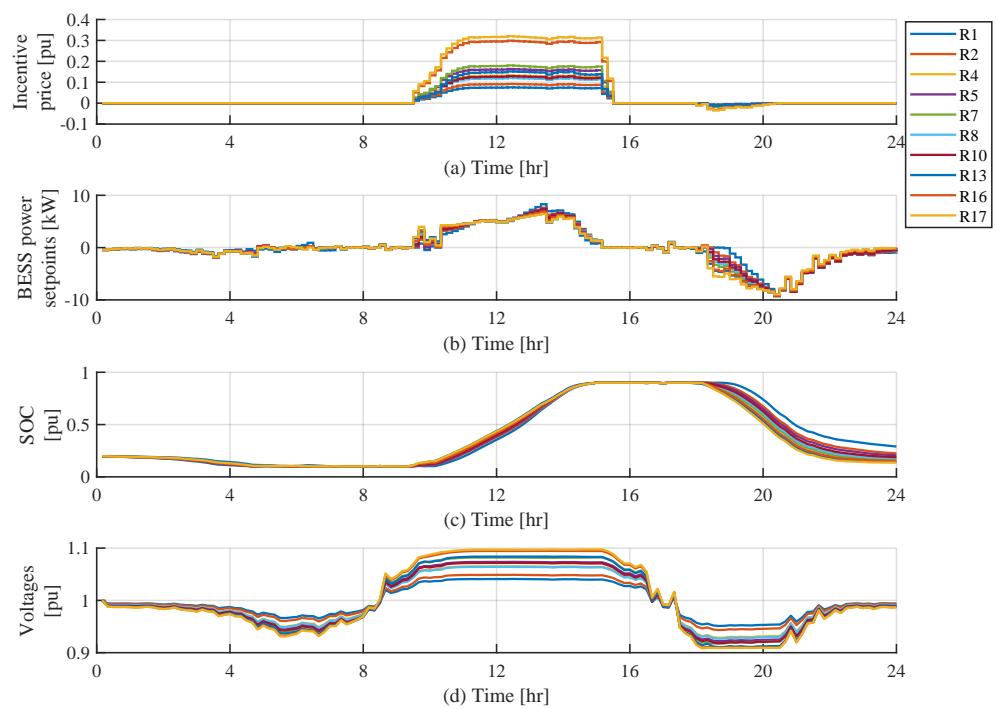 Incentive
price [pu]
0.4
0.3
0.2
0.1
0
-0.1
0 4 8 12 16 20 24
(a) Time [hr]
R1
R2
R4
R5
R7
R8
R10
R13
R16
R17
BESS power
setpoints [kW]
10
0
-10
0 4 8 12 16 20 24
(b) Time [hr]
SOC
[pu]
1
0.5
0
0 4 8 12 16 20 24
(c) Time [hr]
Voltages
[pu]
1.1
1
0.9
0 4 8 12 16 20 24
(d) Time [hr]